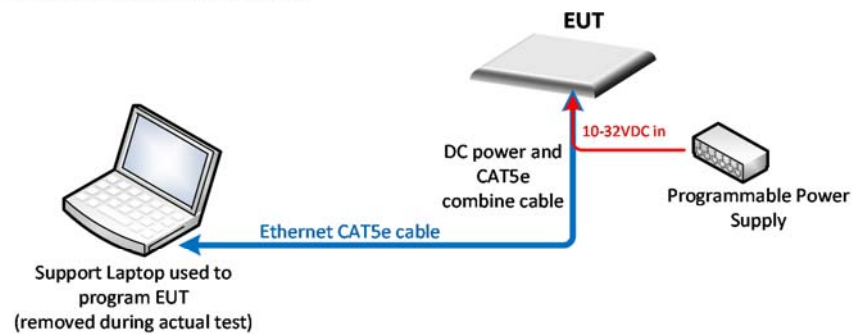 EUT
10-32VDC in
DC power and
CAT5e
combine cable
Programmable Power
Supply
Ethernet CAT5e cable
Support Laptop used to
program EUT
(removed during actual test)